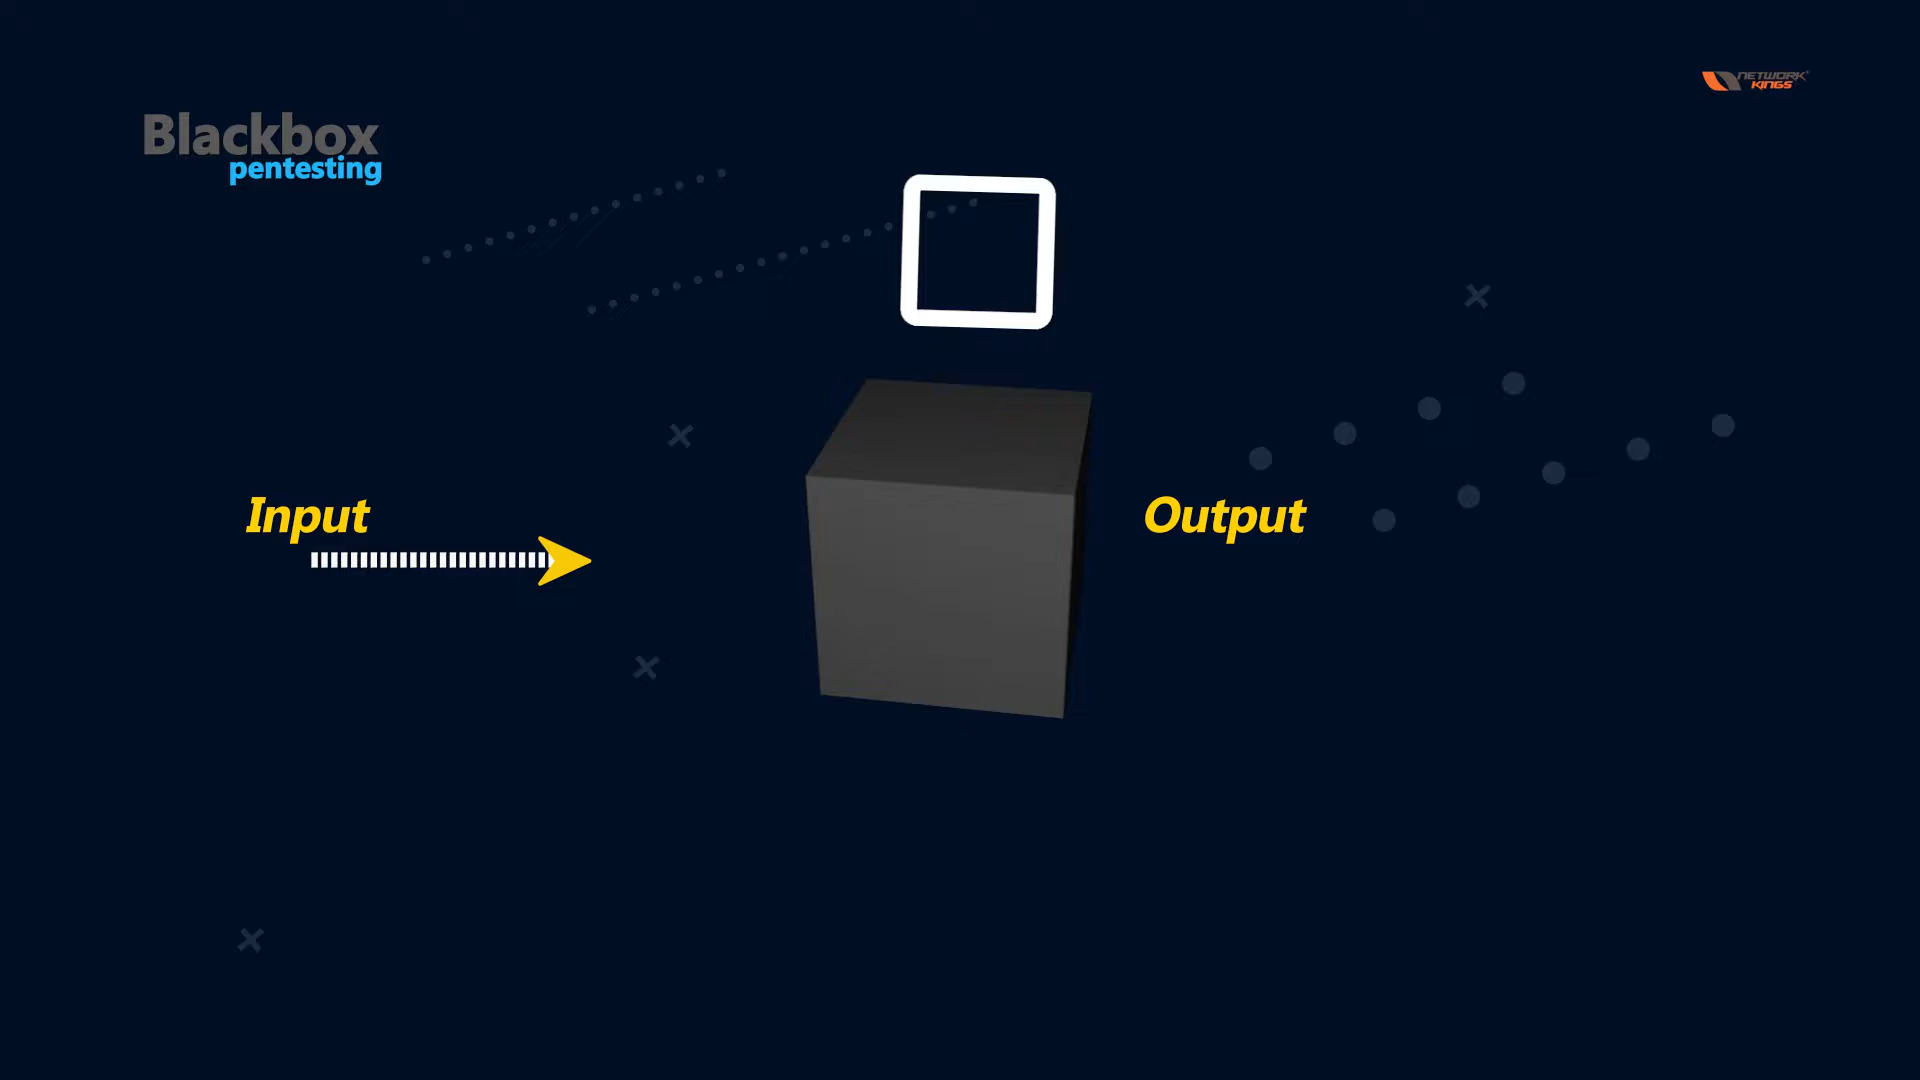 NETWORK
KINGS
Blackbox
pentesting
Input
Output